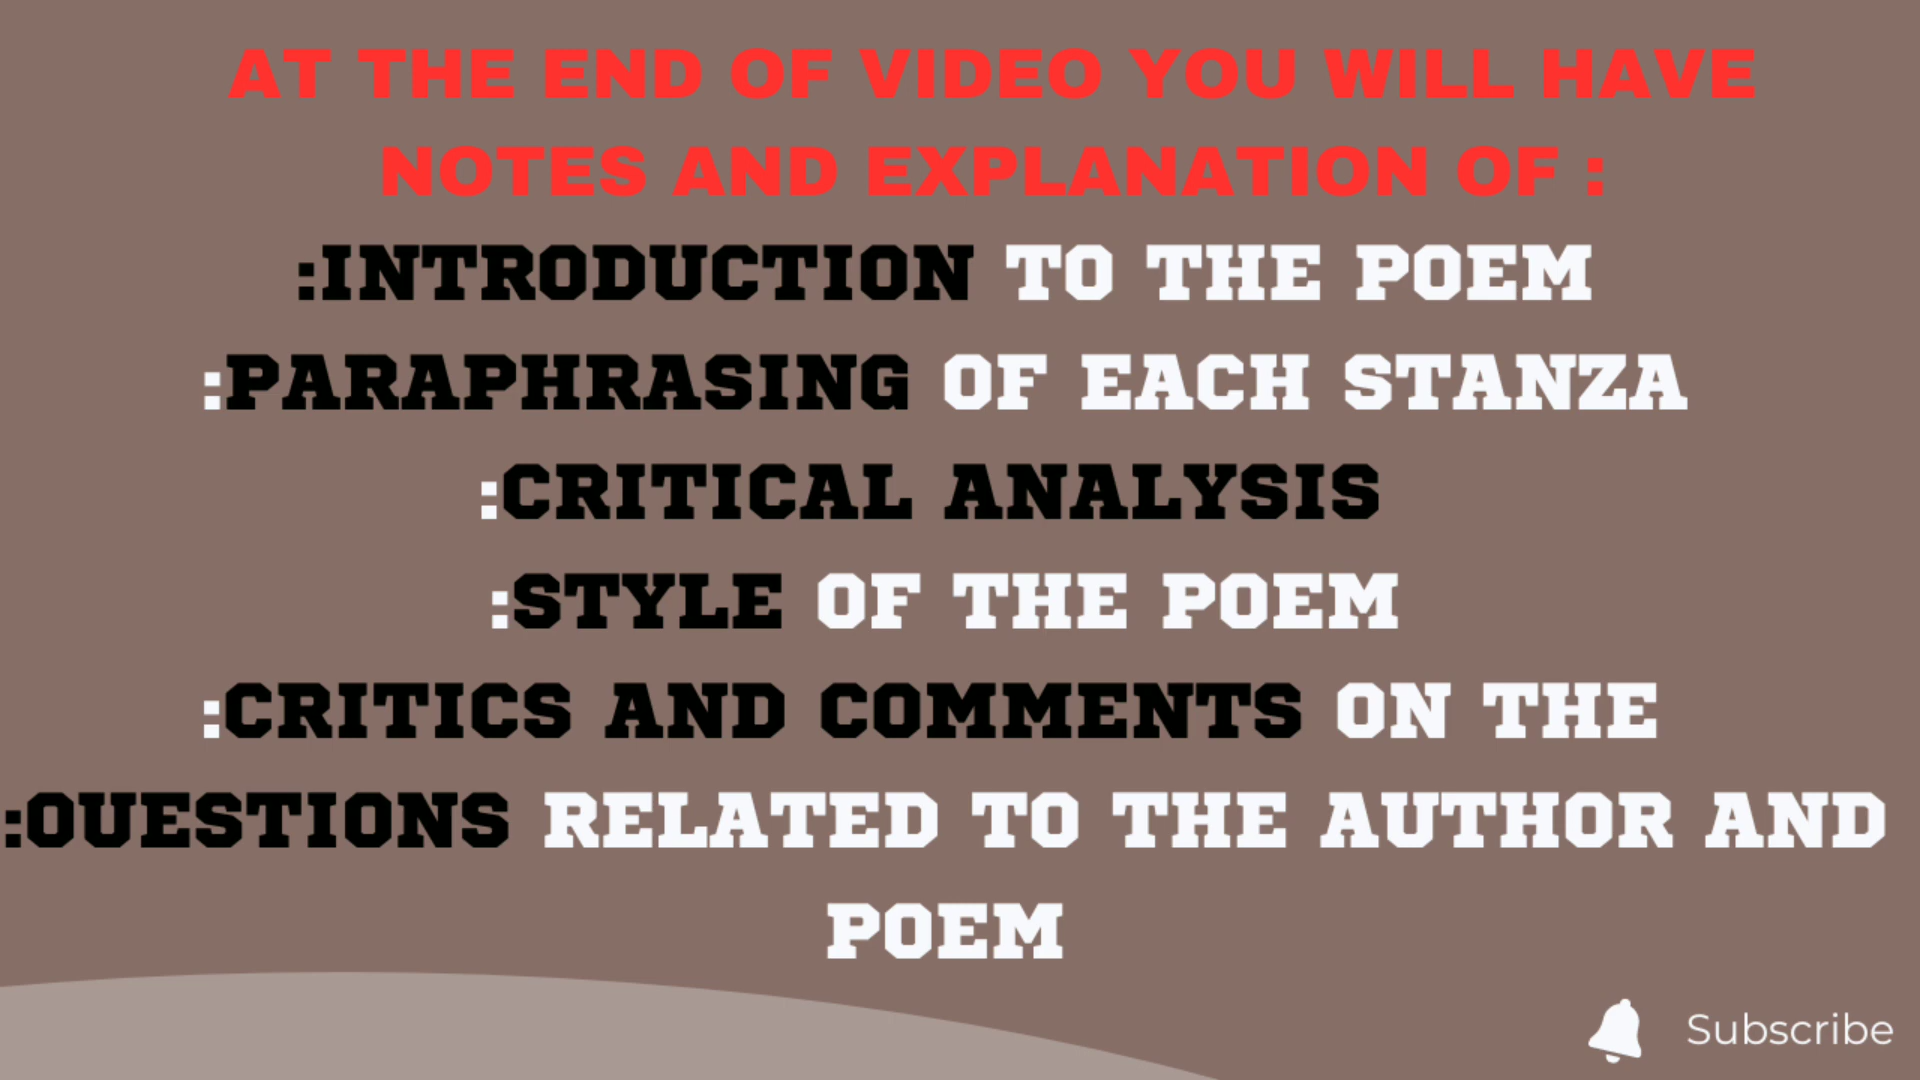 AT THE END OF VIDEO YOU WILL HAVE
NOTES AND EXPLANATION OF :
:INTRODUCTION TO THE POEM
:PARAPHRASING OF EACH STANZA
:CRITICAL ANALYSIS
:STYLE OF THE POEM
:CRITICS AND COMMENTS ON THE
:OUESTIONS RELATED TO THE AUTHOR AND
POEM
Subscribe